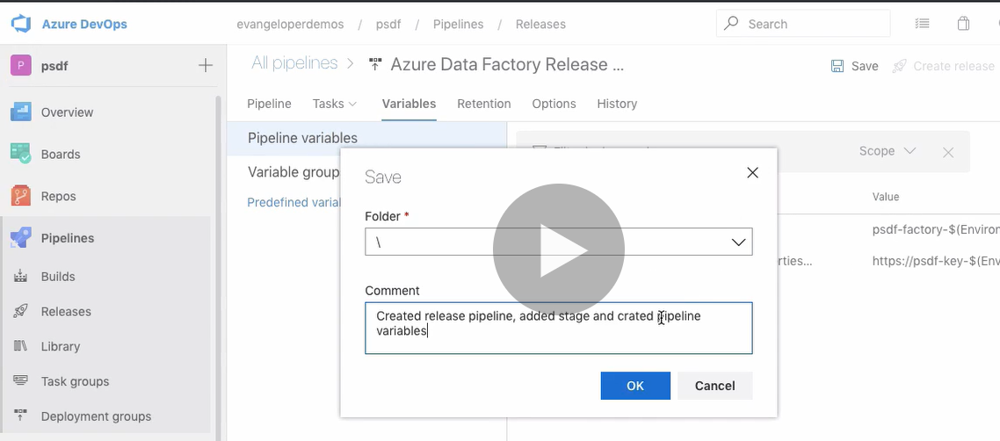 Azure DevOps
evangeloperdemos / psdf / Pipelines / Releases
Search
P psdf
All pipelines > Azure Data Factory Release ...
Save
Create release
Pipeline
Tasks
Variables
Retention
Options
History
Overview
Boards
Repos
Pipelines
Builds
Releases
Library
Task groups
Deployment groups
Pipeline variables
Variable group
Predefined varia
Scope
Value
psdf-factory-$(Enviror
rties...
https://psdf-key-$(Env
Save
Folder *
\
Comment
Created release pipeline, added stage and crated pipeline
variables
OK
Cancel